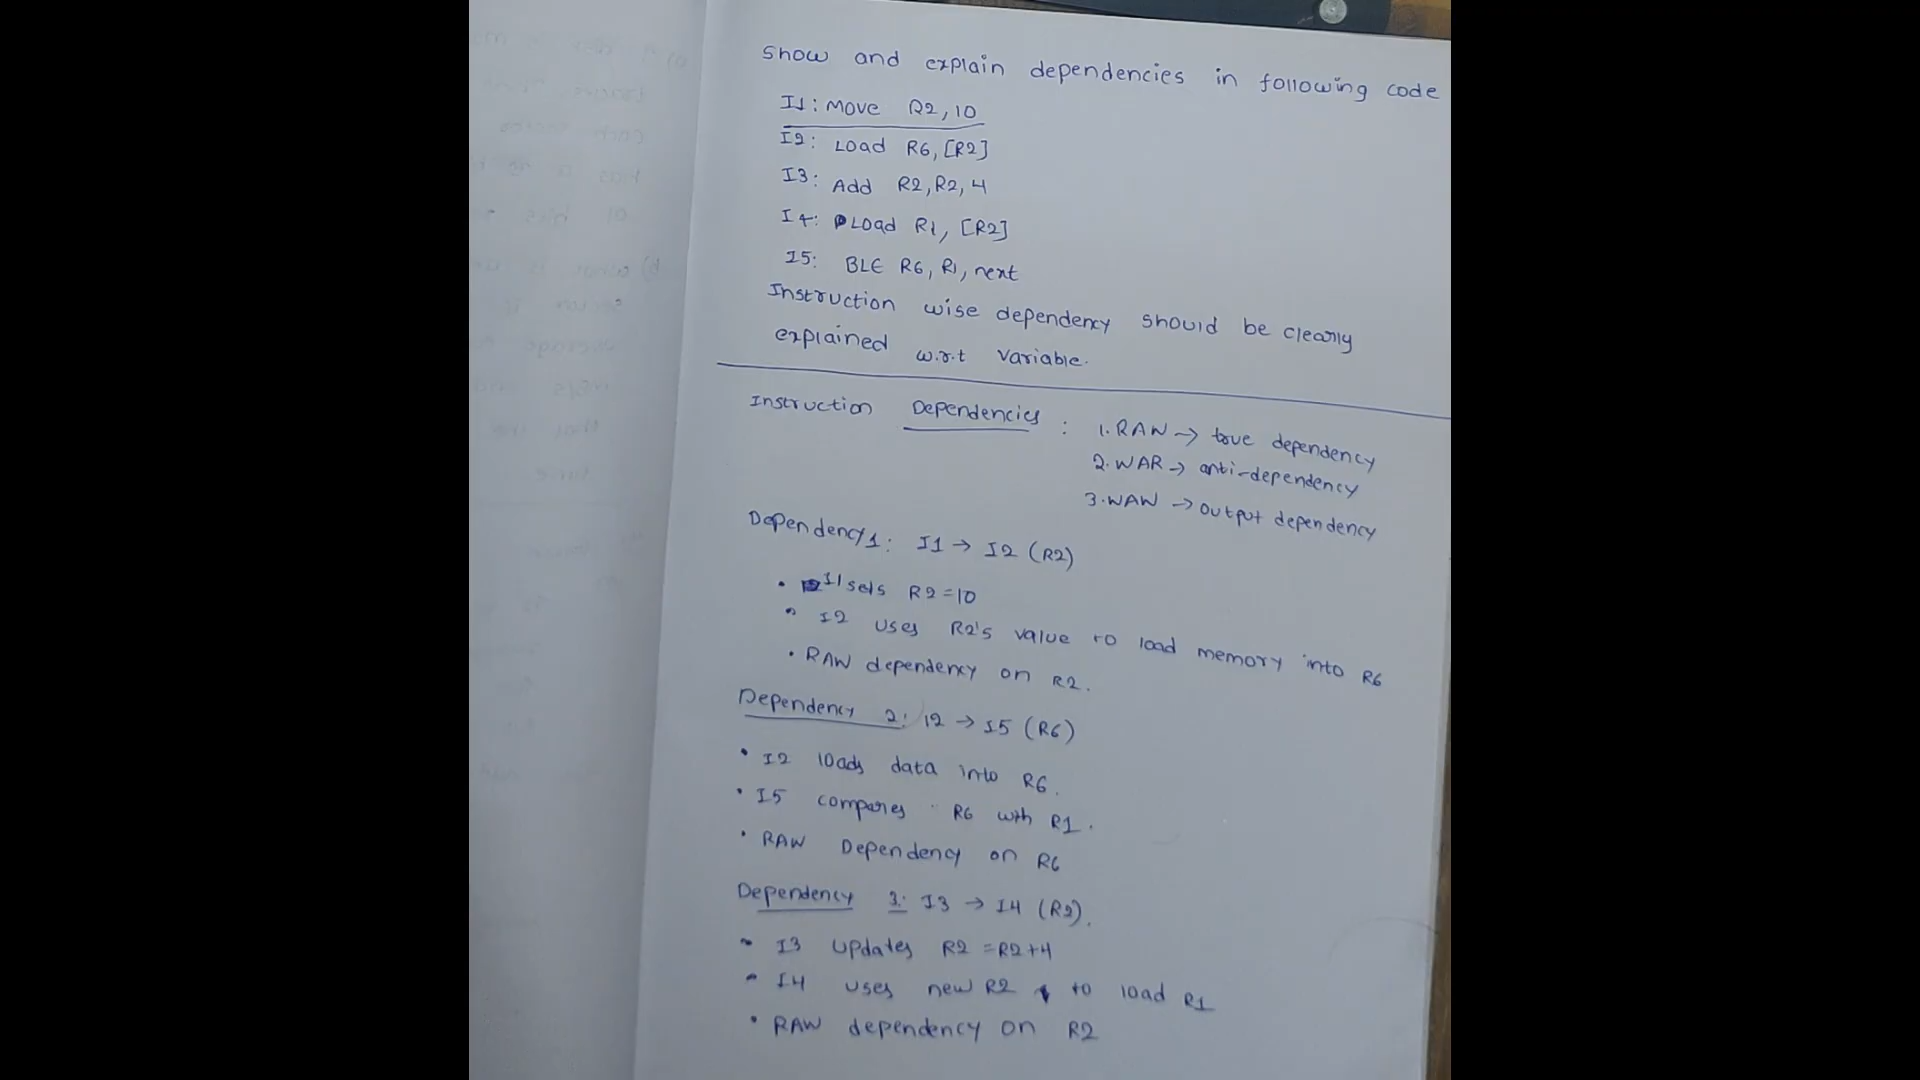 Show and explain dependencies in following code
I1: Move R2, 10
I2: Load R6, [R2]
I3: Add R2, R2, 4
I4: Load R1, [R2]
I5: BLE R6, R1, next
Instruction wise dependency should be clearly
explained w.r.t variable.
Instruction Dependencies : 1. RAW → true dependency
2. WAR → anti-dependency
3. WAW → output dependency
Dependency 1: I1 → I2 (R2)
• I1 sets R2 = 10
• I2 uses R2's value to load memory into R6
• RAW dependency on R2.
Dependency 2: I2 → I5 (R6)
• I2 loads data into R6.
• I5 compares R6 with R1.
• RAW Dependency on R6
Dependency 3: I3 → I4 (R2).
• I3 updates R2 = R2+4
• I4 uses new R2 to load R1
• RAW dependency on R2